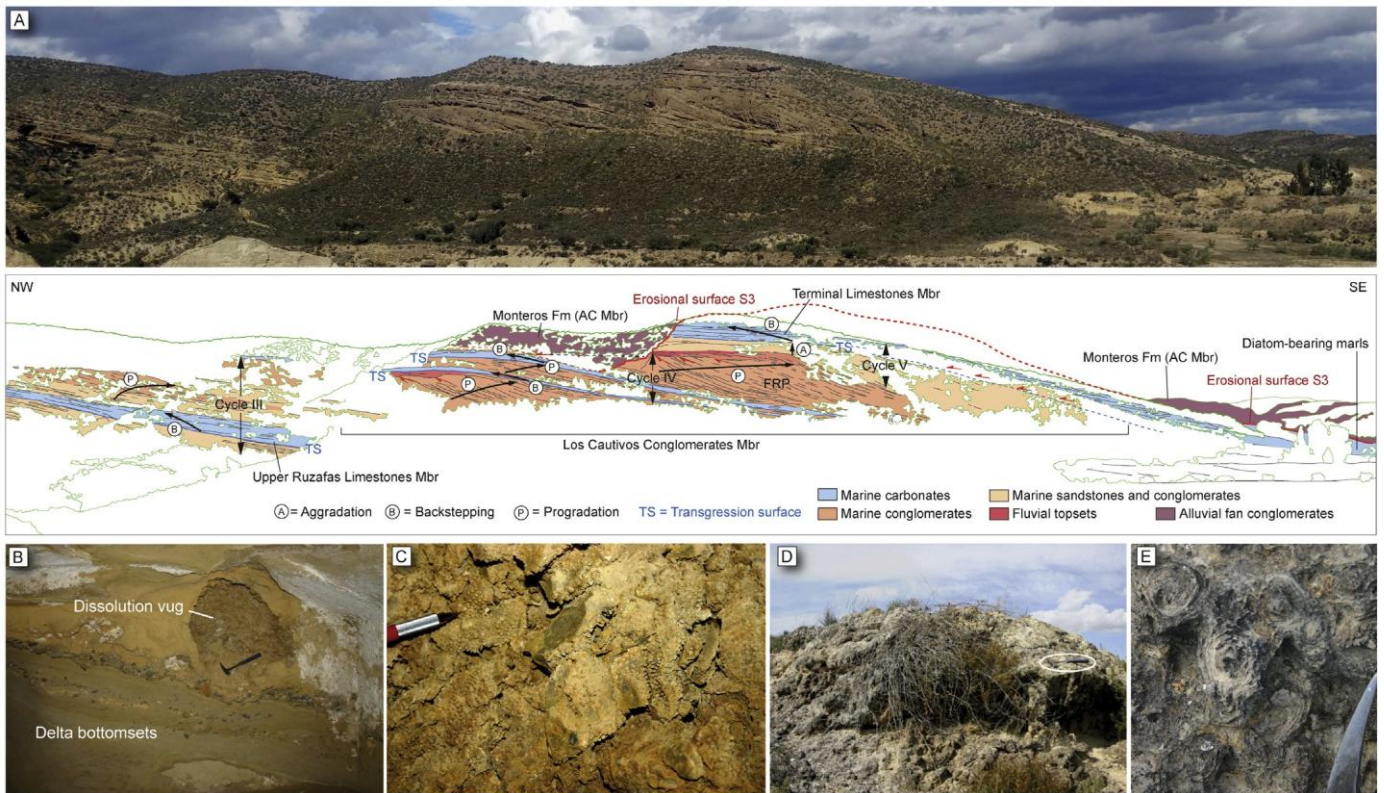 A
NW
SE
Erosional surface S3
Terminal Limestones Mbr
Monteros Fm (AC Mbr)
B
Diatom-bearing marls
TS
B
A
TS
Cycle V
Monteros Fm (AC Mbr)
P
TS
P
Cycle IV
P
FRP
Erosional surface S3
P
B
Cycle III
B
TS
Los Cautivos Conglomerates Mbr
Upper Ruzafas Limestones Mbr
A = Aggradation
B = Backstepping
P = Progradation
TS = Transgression surface
Marine carbonates
Marine sandstones and conglomerates
Marine conglomerates
Fluvial topsets
Alluvial fan conglomerates
B
Dissolution vug
Delta bottomsets
C
D
E